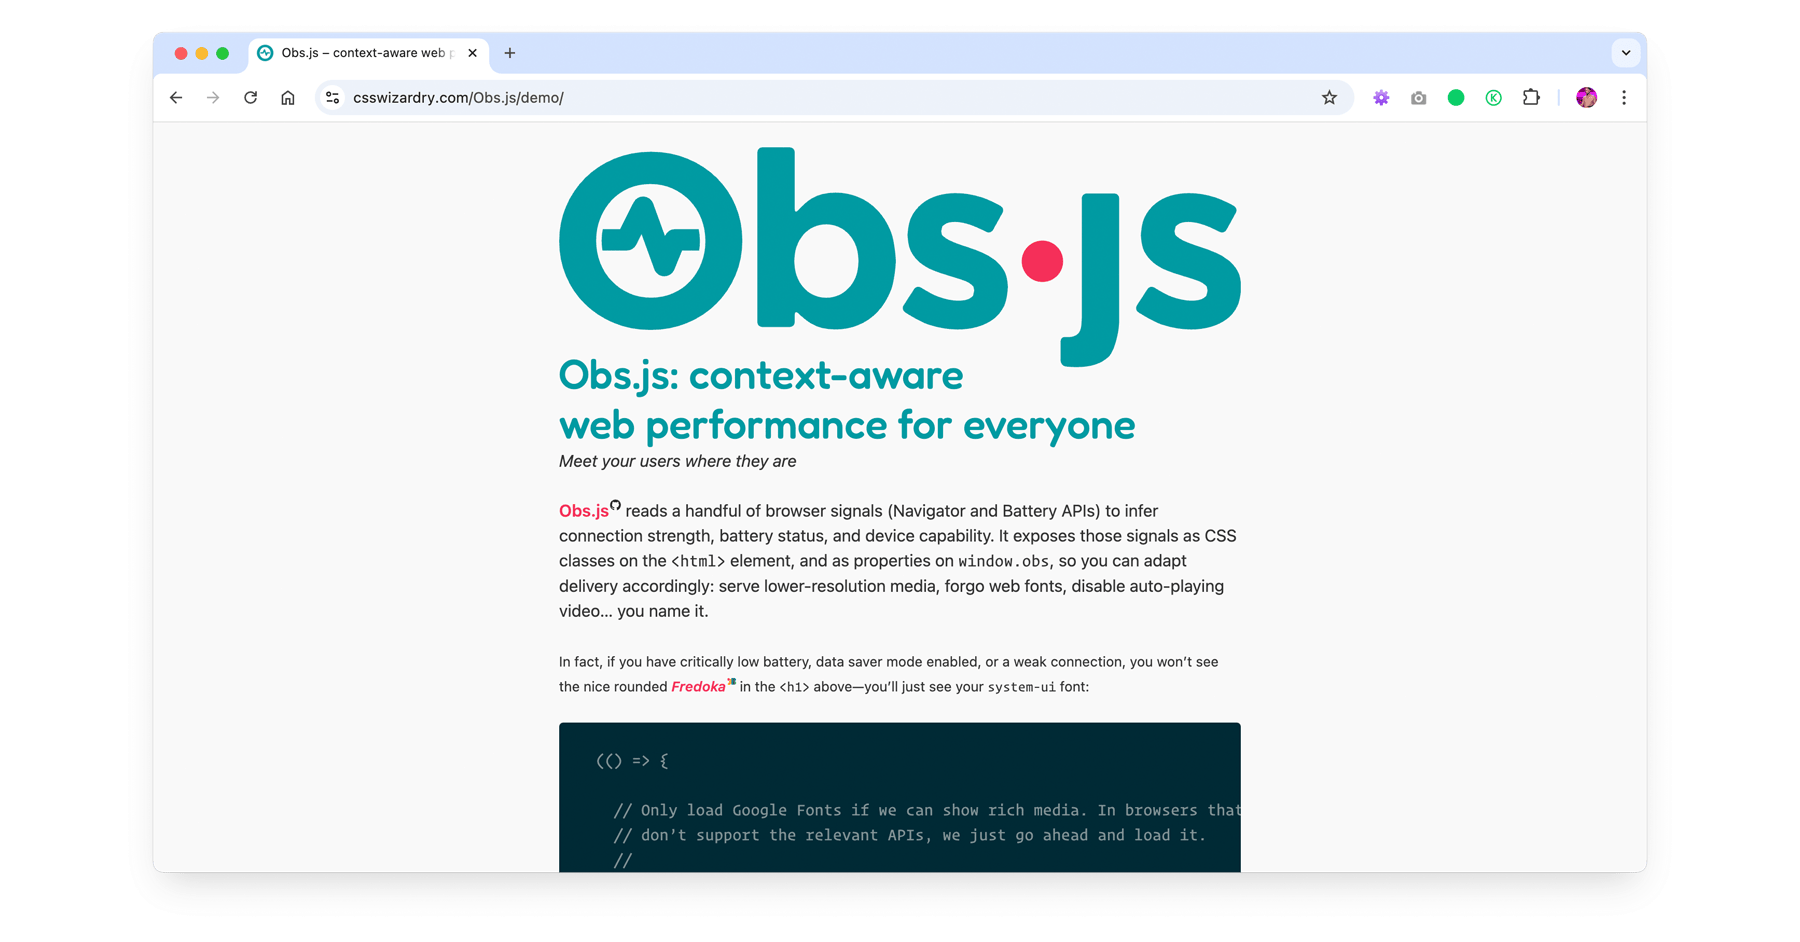 Obs.js – context-aware web p
csswizardry.com/Obs.js/demo/
Obs.js
Obs.js: context-aware
web performance for everyone
Meet your users where they are
Obs.js reads a handful of browser signals (Navigator and Battery APIs) to infer
connection strength, battery status, and device capability. It exposes those signals as CSS
classes on the <html> element, and as properties on window.obs, so you can adapt
delivery accordingly: serve lower-resolution media, forgo web fonts, disable auto-playing
video… you name it.
In fact, if you have critically low battery, data saver mode enabled, or a weak connection, you won’t see
the nice rounded Fredoka in the <h1> above—you’ll just see your system-ui font:
(() => {
// Only load Google Fonts if we can show rich media. In browsers that
// don’t support the relevant APIs, we just go ahead and load it.
//